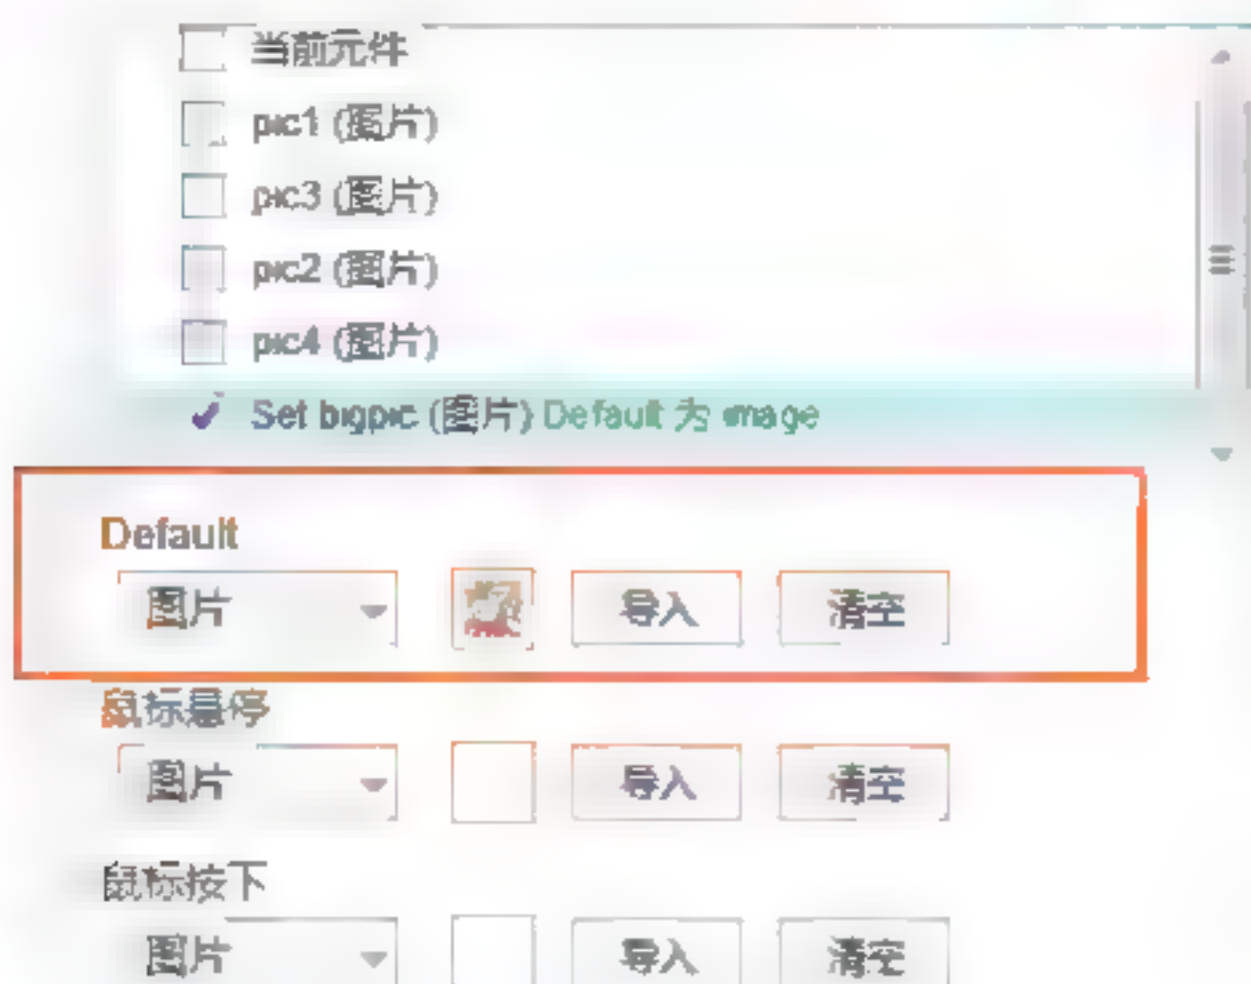 当前元件
pic1 (图片)
pic3 (图片)
pic2 (图片)
pic4 (图片)
Set bigpic (图片) Default 为 image
Default
图片 导入 清空
鼠标悬停
图片 导入 清空
鼠标按下
图片 导入 清空